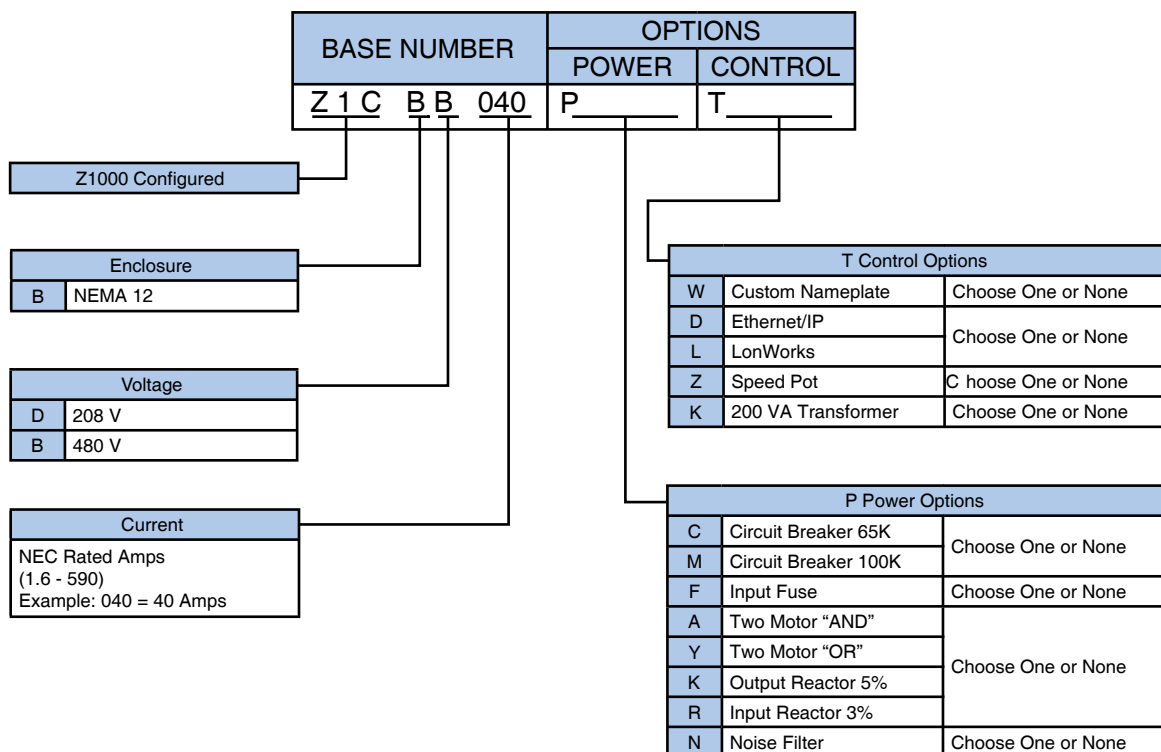 BASE NUMBER
OPTIONS
POWER CONTROL
Z 1 C B B 040 P T
Z1000 Configured
Enclosure
B NEMA 12
Voltage
D 208 V
B 480 V
Current
NEC Rated Amps
(1.6 - 590)
Example: 040 = 40 Amps
T Control Options
W Custom Nameplate Choose One or None
D Ethernet/IP
Choose One or None
L LonWorks
Z Speed Pot C hoose One or None
K 200 VA Transformer Choose One or None
P Power Options
C Circuit Breaker 65K
Choose One or None
M Circuit Breaker 100K
F Input Fuse Choose One or None
A Two Motor “AND”
Y Two Motor “OR”
Choose One or None
K Output Reactor 5%
R Input Reactor 3%
N Noise Filter Choose One or None